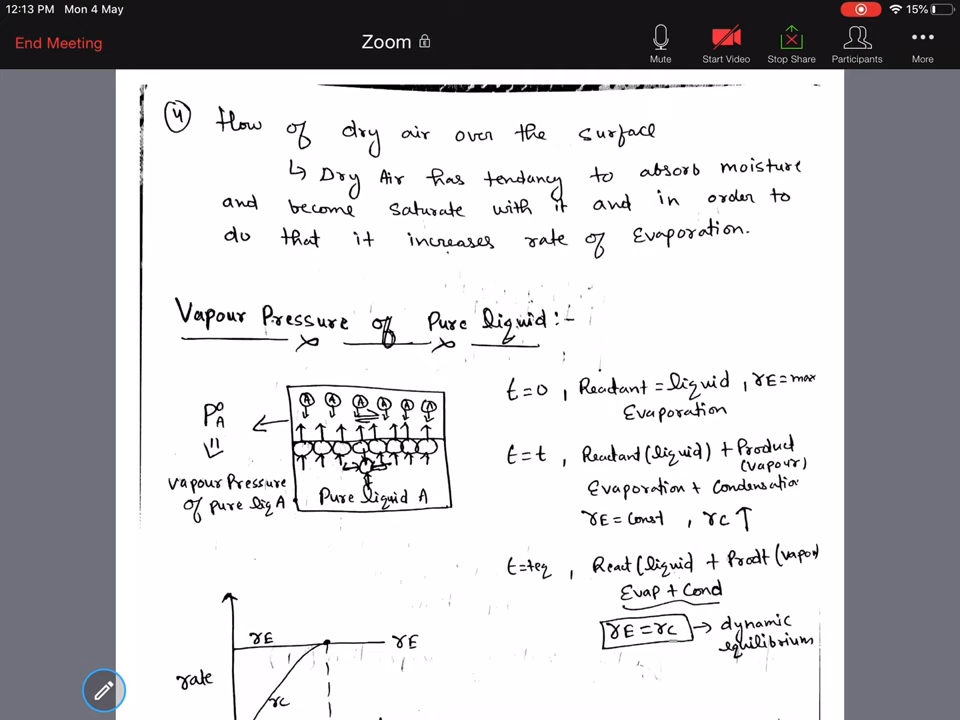 12:13 PM Mon 4 May
15%
End Meeting
Zoom
Mute
Start Video
Stop Share
Participants
More
4
flow of dry air over the surface
↳ Dry Air has tendancy to absorb moisture
and become saturate with it and in order to
do that it increases rate of Evaporation.
Vapour Pressure of Pure liquid:-
P°A
=
vapour Pressure
of pure liq A
A A A A A A
Pure liquid A
t=0, Reactant = liquid, rE=max
Evaporation
t=t, Reactant (liquid) + Product
(vapour)
Evaporation + Condensatio
rE=const, rC ↑
t=teq, React (liquid + Prodt (vapor)
Evap + Cond
rE = rC → dynamic
equilibrium
rate
rE
rE
rC